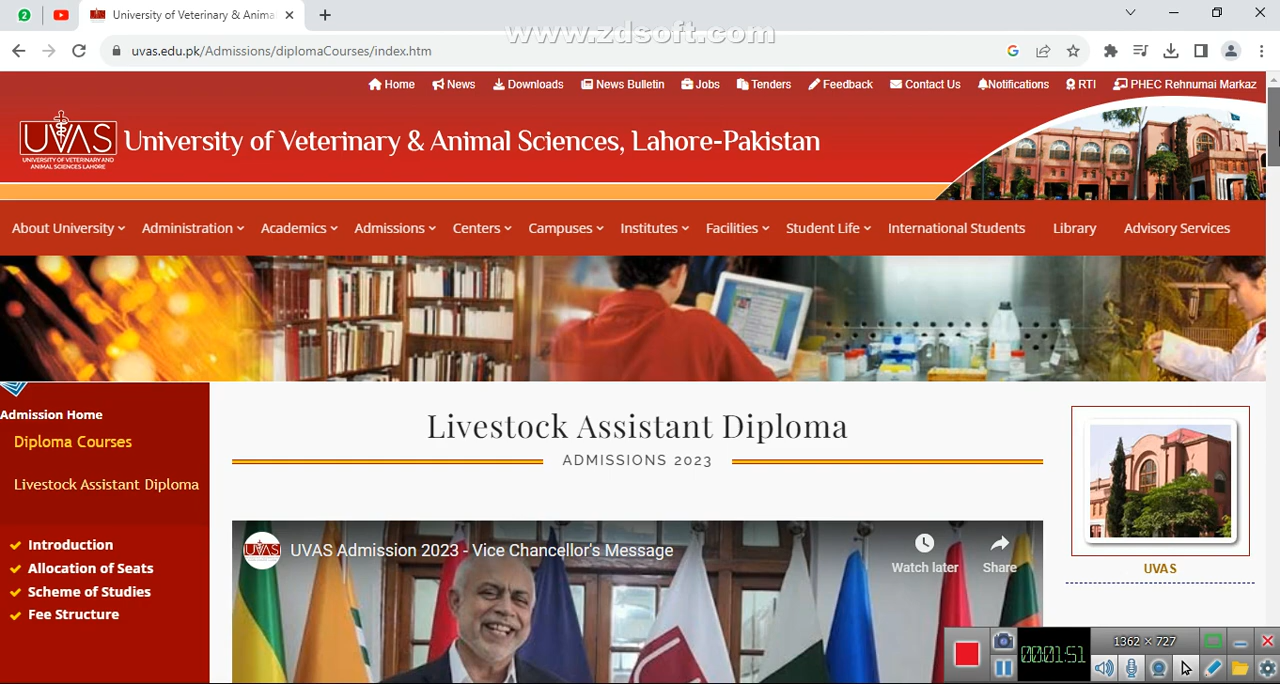 2
University of Veterinary & Anima
www.zdsoft.com
uvas.edu.pk/Admissions/diplomaCourses/index.htm
Home News Downloads News Bulletin Jobs Tenders Feedback Contact Us Notifications RTI PHEC Rehnumai Markaz
UVAS
UNIVERSITY OF VETERINARY AND
ANIMAL SCIENCES LAHORE
University of Veterinary & Animal Sciences, Lahore-Pakistan
About University Administration Academics Admissions Centers Campuses Institutes Facilities Student Life International Students Library Advisory Services
Admission Home
Diploma Courses
Livestock Assistant Diploma
Introduction
Allocation of Seats
Scheme of Studies
Fee Structure
Livestock Assistant Diploma
ADMISSIONS 2023
UVAS
UVAS Admission 2023 - Vice Chancellor's Message
Watch later
Share
UVAS
1362 × 727
00:01:51